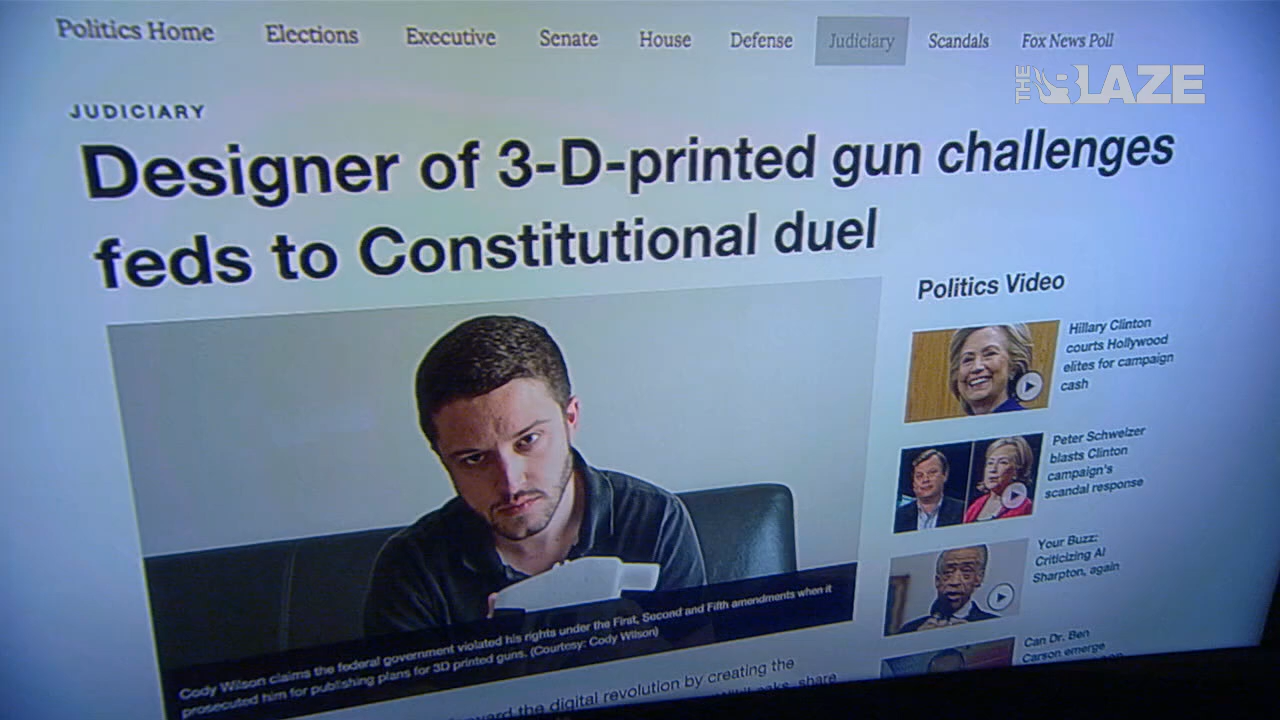 Politics Home Elections Executive Senate House Defense Judiciary Scandals Fox News Poll
THE BLAZE
JUDICIARY
Designer of 3-D-printed gun challenges
feds to Constitutional duel
Politics Video
Hillary Clinton
courts Hollywood
elites for campaign
cash
Peter Schweizer
blasts Clinton
campaign's
scandal response
Your Buzz:
Criticizing Al
Sharpton, again
Can Dr. Ben
Carson emerge
Cody Wilson claims the federal government violated his rights under the First, Second and Fifth amendments when it
prosecuted him for publishing plans for 3D printed guns. (Courtesy: Cody Wilson)
the digital revolution by creating the
share